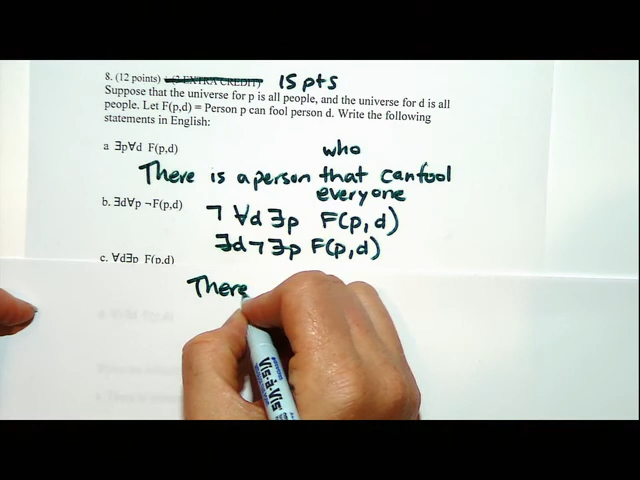 8. (12 points) (2 EXTRA CREDIT) 15 pts
Suppose that the universe for p is all people, and the universe for d is all
people. Let F(p,d) = Person p can fool person d. Write the following
statements in English:
a ∃p∀d F(p,d)
who
There is a person that can fool
everyone
b. ∃d∀p ¬F(p,d)
¬ ∀d ∃p F(p,d)
∃d ¬ ∃p F(p,d)
c. ∀d∃p F(p,d)
There
Vis-à-Vis